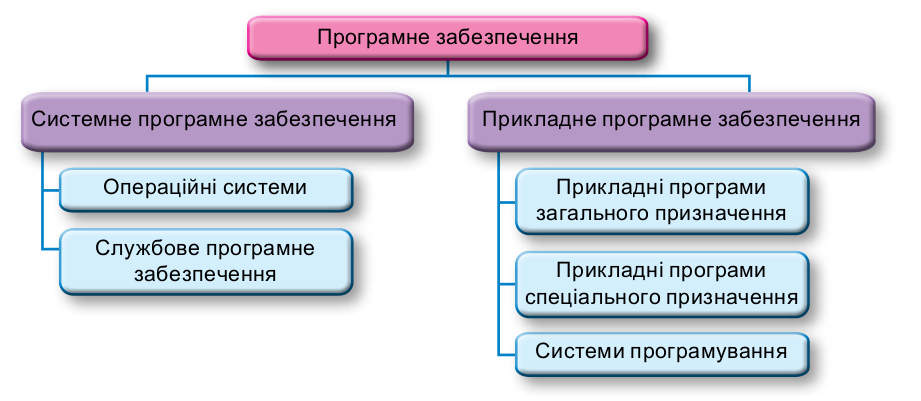 Програмне забезпечення
Системне програмне забезпечення
Операційні системи
Службове програмне
забезпечення
Прикладне програмне забезпечення
Прикладні програми
загального призначення
Прикладні програми
спеціального призначення
Системи програмування